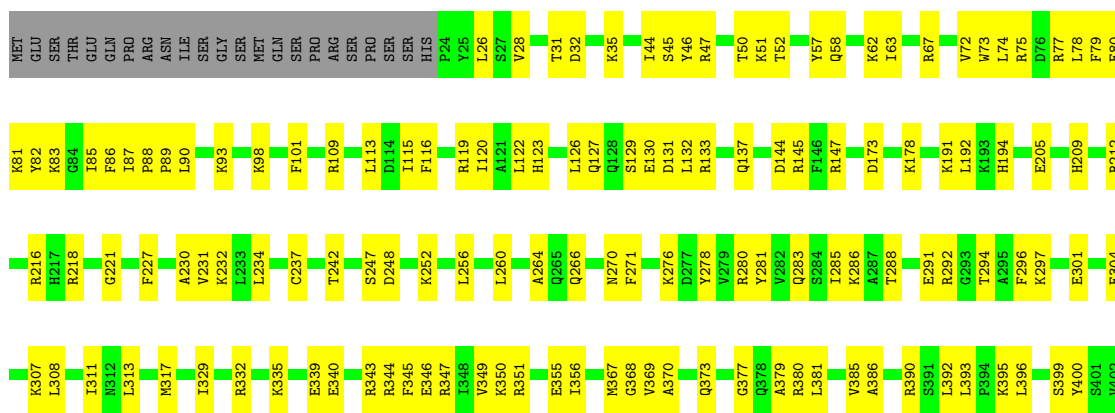 MET GLU SER THR GLU GLN PRO ARG ASN ILE SER GLY SER MET GLN SER PRO ARG SER PRO SER SER HIS P24 Y25 L26 S27 V28 T31 D32 K35 I44 S45 Y46 R47 T50 K51 T52 Y57 Q58 K62 I63 R67 V72 W73 L74 R75 D76 R77 L78 F79
K81 Y82 K83 G84 I85 F86 I87 P88 P89 L90 K93 K98 F101 R109 L113 D114 I115 F116 R119 I120 A121 L122 H123 L126 Q127 Q128 S129 E130 D131 L132 R133 Q137 D144 R145 F146 R147 D173 K178 K191 L192 K193 H194 E205 H209
R216 H217 R218 G221 F227 A230 V231 K232 L233 L234 C237 T242 S247 D248 K252 L256 L260 A264 Q265 Q266 N270 F271 K276 D277 Y278 V279 R280 Y281 V282 Q283 S284 I285 K286 A287 T288 E291 R292 G293 T294 A295 F296 K297 E301
K307 L308 I311 N312 L313 M317 I329 R332 K335 E339 E340 R343 R344 F345 E346 R347 I348 V349 K350 R351 E355 I356 M367 G368 V369 A370 Q373 G377 Q378 A379 R380 L381 V385 A386 R390 S391 L392 L393 P394 K395 L396 S399 Y400 S401